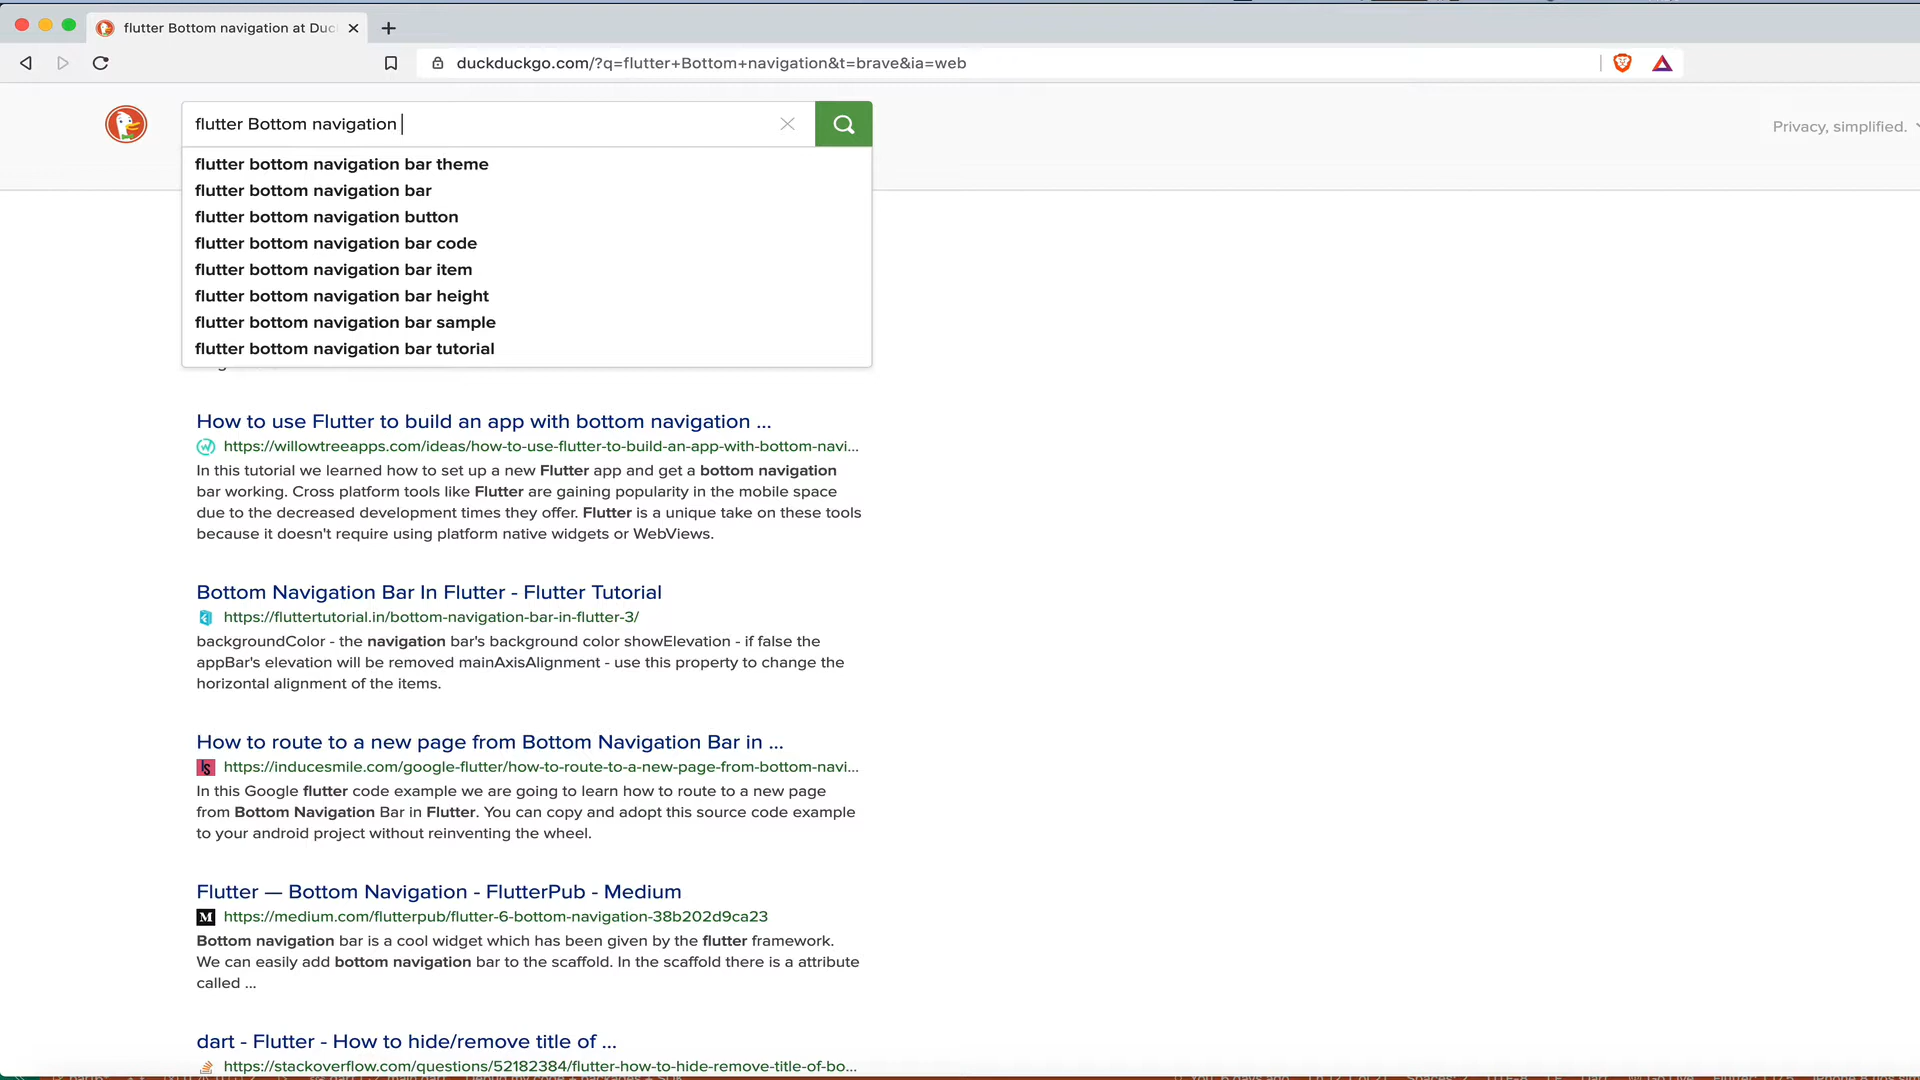 flutter Bottom navigation at Duc
duckduckgo.com/?q=flutter+Bottom+navigation&t=brave&ia=web
flutter Bottom navigation
Privacy, simplified.
flutter bottom navigation bar theme
flutter bottom navigation bar
flutter bottom navigation button
flutter bottom navigation bar code
flutter bottom navigation bar item
flutter bottom navigation bar height
flutter bottom navigation bar sample
flutter bottom navigation bar tutorial
How to use Flutter to build an app with bottom navigation ...
https://willowtreeapps.com/ideas/how-to-use-flutter-to-build-an-app-with-bottom-navi...
In this tutorial we learned how to set up a new Flutter app and get a bottom navigation
bar working. Cross platform tools like Flutter are gaining popularity in the mobile space
due to the decreased development times they offer. Flutter is a unique take on these tools
because it doesn't require using platform native widgets or WebViews.
Bottom Navigation Bar In Flutter - Flutter Tutorial
https://fluttertutorial.in/bottom-navigation-bar-in-flutter-3/
backgroundColor - the navigation bar's background color showElevation - if false the
appBar's elevation will be removed mainAxisAlignment - use this property to change the
horizontal alignment of the items.
How to route to a new page from Bottom Navigation Bar in ...
https://inducesmile.com/google-flutter/how-to-route-to-a-new-page-from-bottom-navi...
In this Google flutter code example we are going to learn how to route to a new page
from Bottom Navigation Bar in Flutter. You can copy and adopt this source code example
to your android project without reinventing the wheel.
Flutter — Bottom Navigation - FlutterPub - Medium
M https://medium.com/flutterpub/flutter-6-bottom-navigation-38b202d9ca23
Bottom navigation bar is a cool widget which has been given by the flutter framework.
We can easily add bottom navigation bar to the scaffold. In the scaffold there is a attribute
called ...
dart - Flutter - How to hide/remove title of ...
https://stackoverflow.com/questions/52182384/flutter-how-to-hide-remove-title-of-bo...